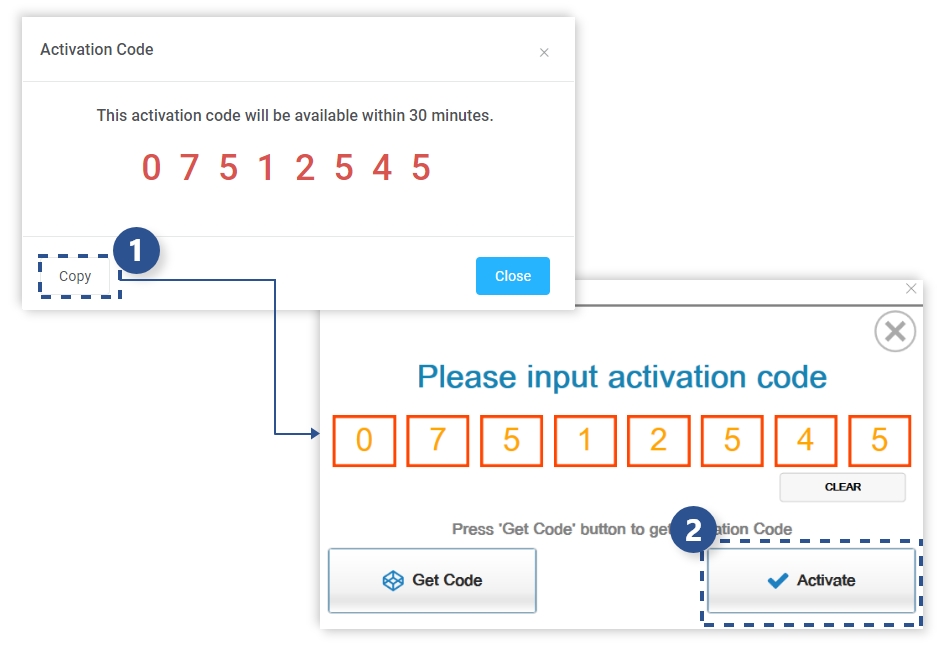 Activation Code
This activation code will be available within 30 minutes.
0 7 5 1 2 5 4 5
1
Copy
Close
Please input activation code
0 7 5 1 2 5 4 5
CLEAR
Press 'Get Code' button to get ation Code
2
Get Code
Activate